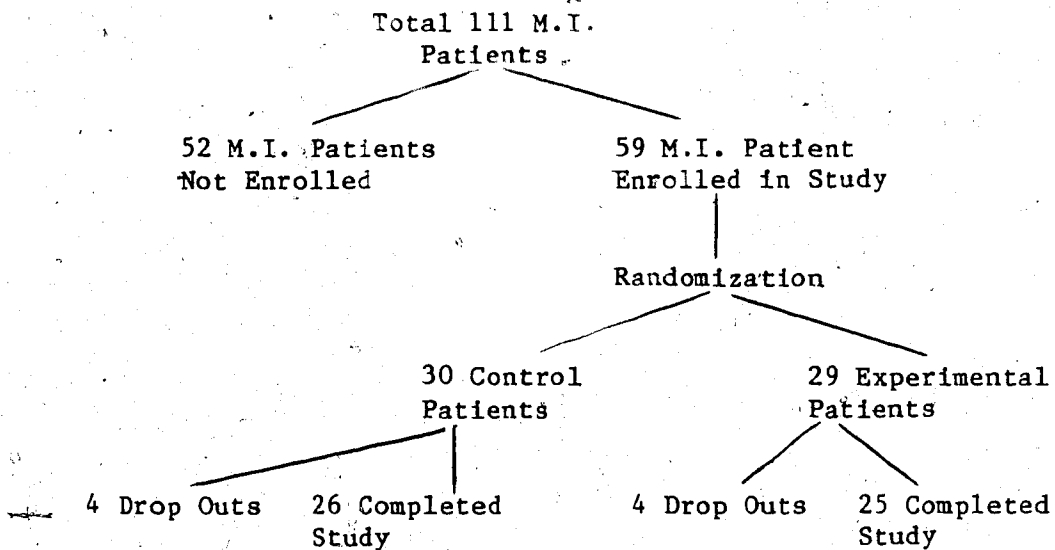 Total 111 M.I.
Patients
52 M.I. Patients
Not Enrolled
59 M.I. Patient
Enrolled in Study
Randomization
30 Control
Patients
29 Experimental
Patients
4 Drop Outs
26 Completed
Study
4 Drop Outs
25 Completed
Study